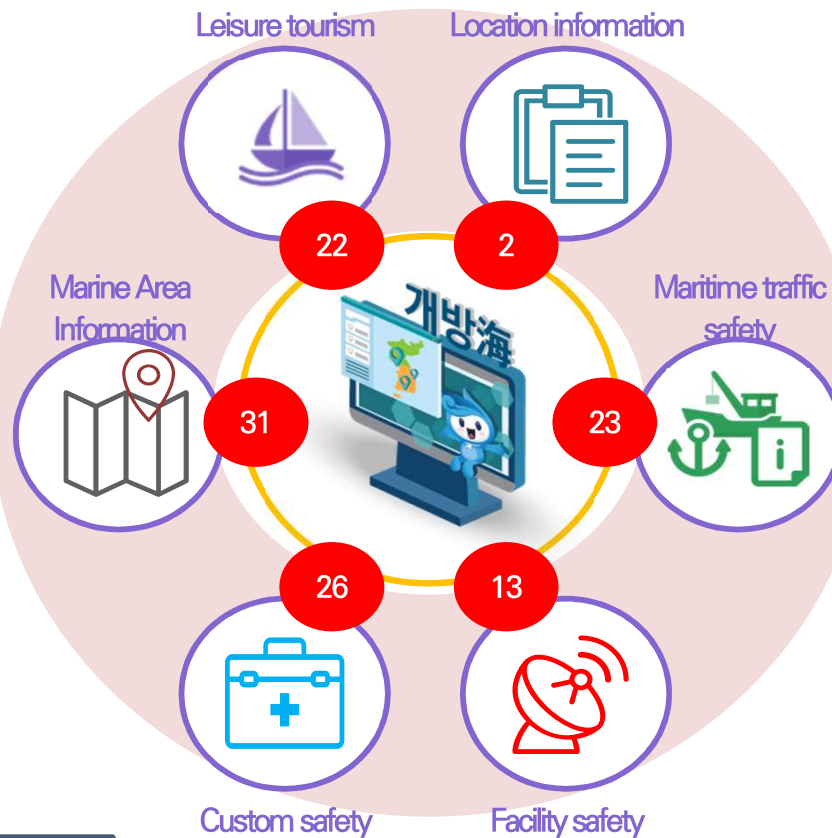 Leisure tourism
Location information
22
2
Marine Area
Information
개방海
Maritime traffic
safety
31
23
i
26
13
Custom safety
Facility safety